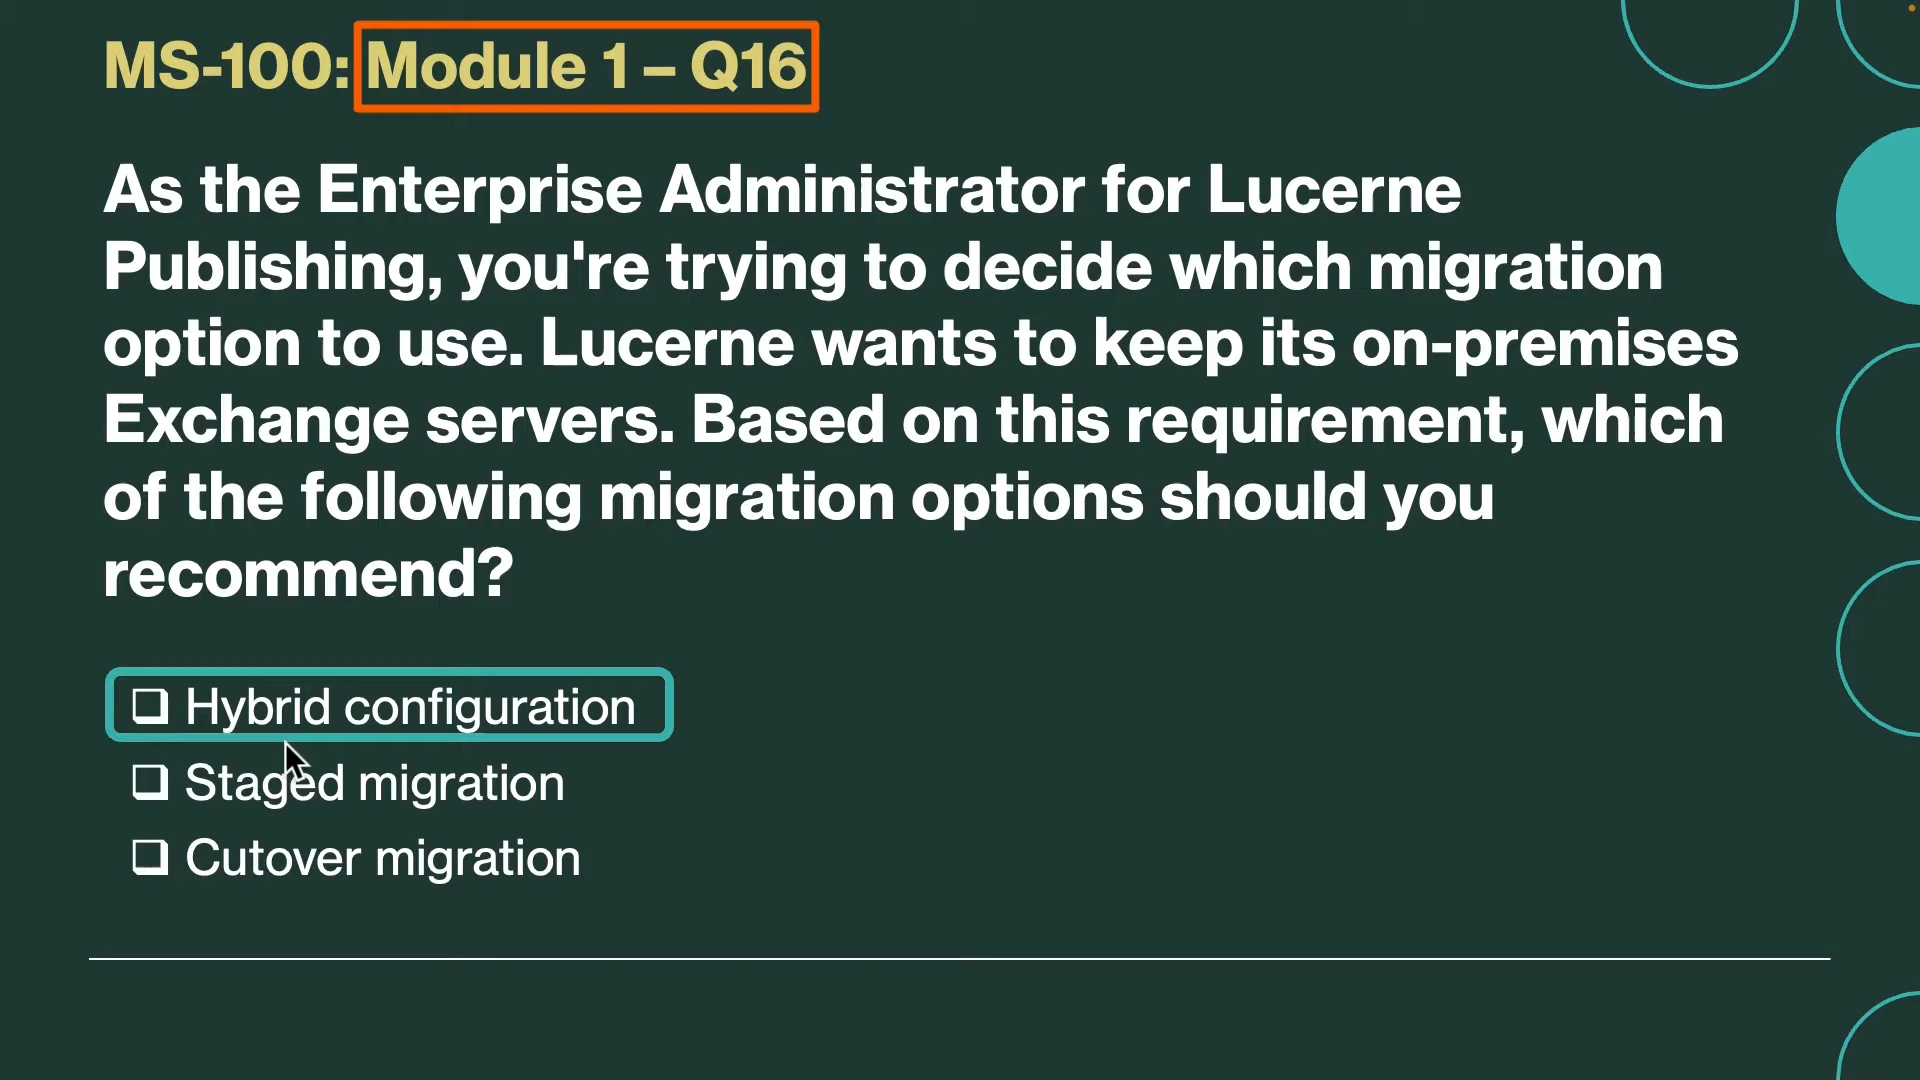 MS-100: Module 1 – Q16
As the Enterprise Administrator for Lucerne
Publishing, you're trying to decide which migration
option to use. Lucerne wants to keep its on-premises
Exchange servers. Based on this requirement, which
of the following migration options should you
recommend?
❑ Hybrid configuration
❑ Staged migration
❑ Cutover migration